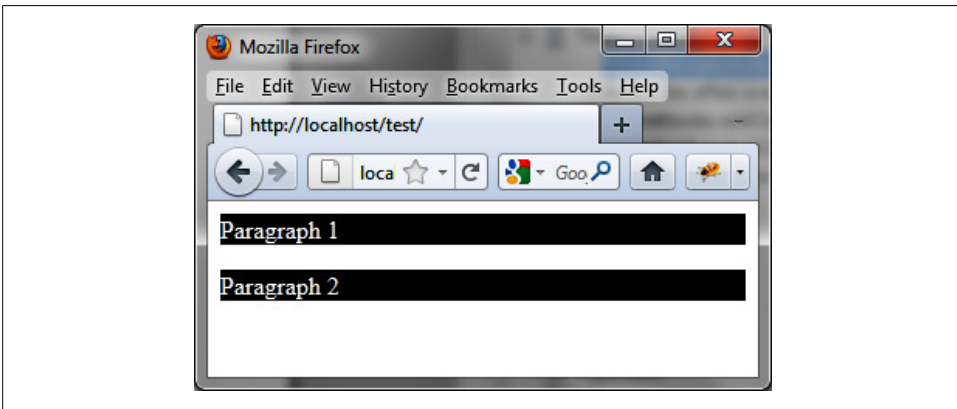 Mozilla Firefox
File Edit View History Bookmarks Tools Help
http://localhost/test/
loca Goo
Paragraph 1
Paragraph 2